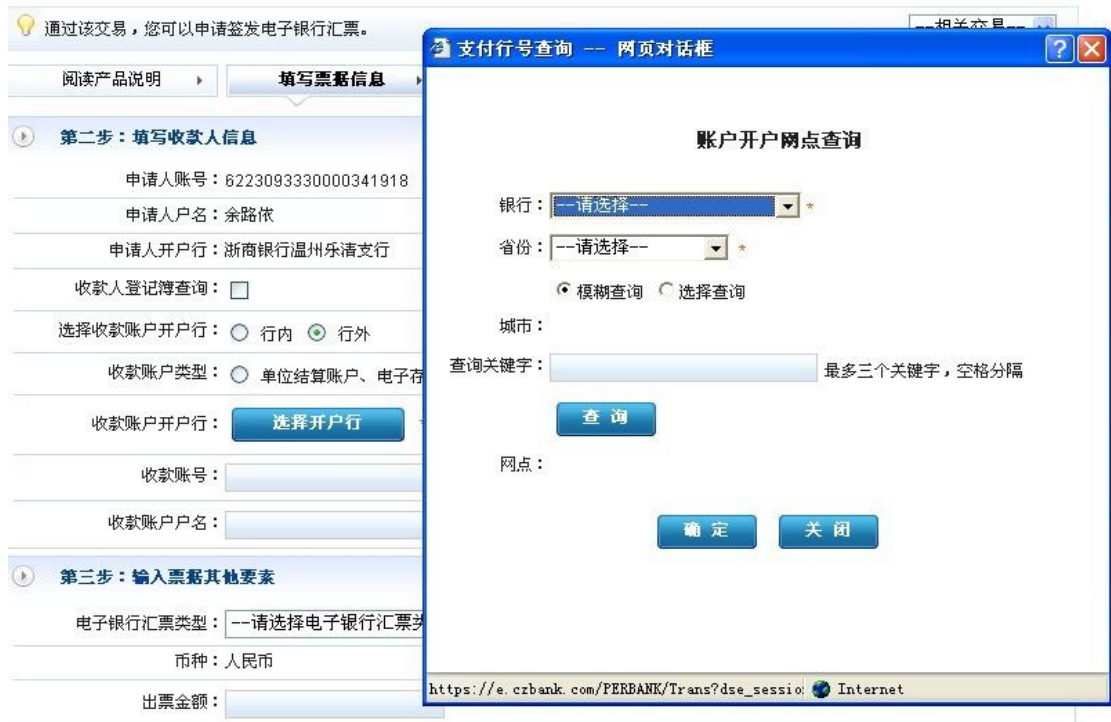 通过该交易，您可以申请签发电子银行汇票。
--相关交易--
阅读产品说明
填写票据信息
第二步：填写收款人信息
申请人账号：6223093330000341918
申请人户名：余路依
申请人开户行：浙商银行温州乐清支行
收款人登记簿查询：
选择收款账户开户行： 行内 行外
收款账户类型： 单位结算账户、电子存
收款账户开户行： 选择开户行
收款账号：
收款账户户名：
第三步：输入票据其他要素
电子银行汇票类型： --请选择电子银行汇票类
币种：人民币
出票金额：
支付行号查询 -- 网页对话框
账户开户网点查询
银行： --请选择-- *
省份： --请选择-- *
模糊查询 选择查询
城市：
查询关键字： 最多三个关键字，空格分隔
查 询
网点：
确 定 关 闭
https://e.czbank.com/PERBANK/Trans?dse_sessio Internet